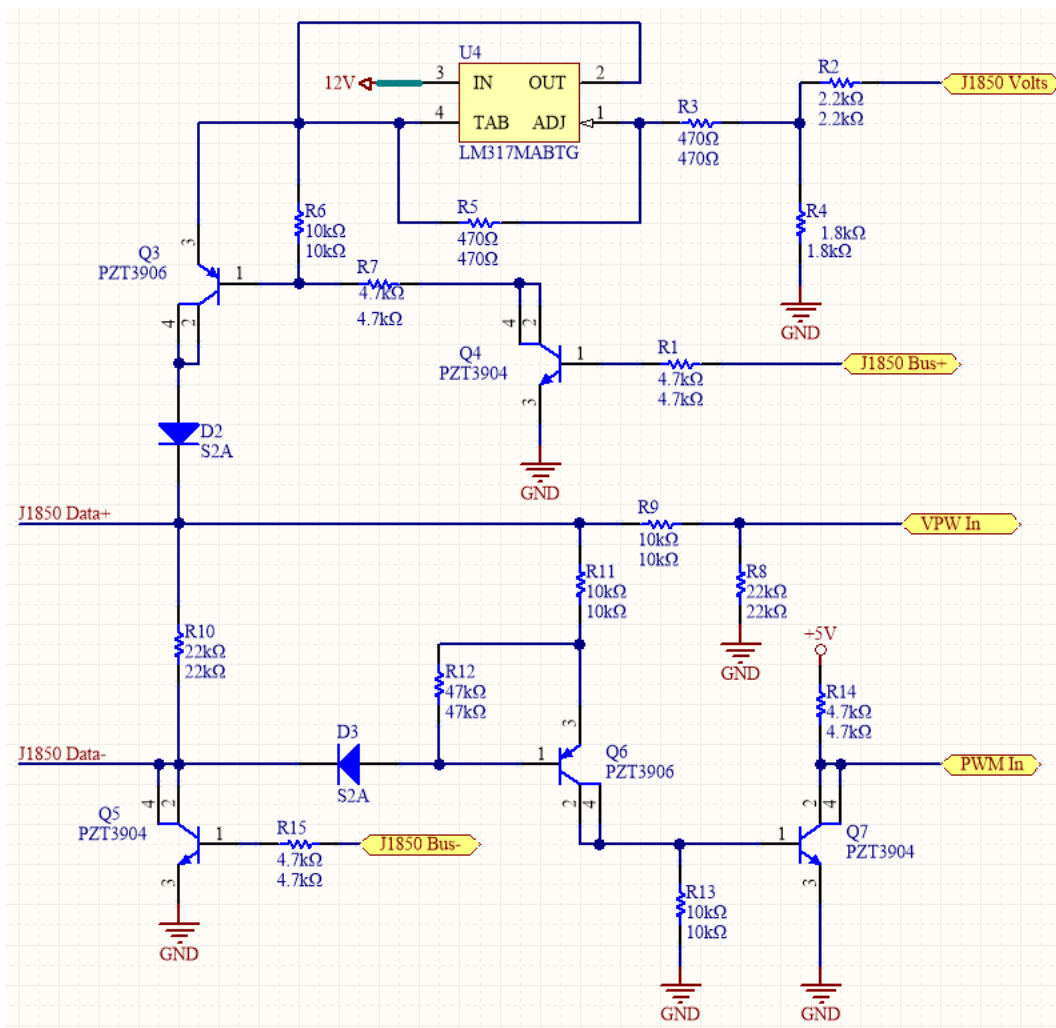 U4
12V
3
IN
OUT
2
4
TAB
ADJ
1
LM317MABTG
R3
470Ω
470Ω
R2
2.2kΩ
2.2kΩ
J1850 Volts
R5
470Ω
470Ω
R6
10kΩ
10kΩ
R4
1.8kΩ
1.8kΩ
GND
Q3
PZT3906
3
1
4
2
R7
4.7kΩ
4.7kΩ
4
2
Q4
PZT3904
1
3
GND
R1
4.7kΩ
4.7kΩ
J1850 Bus+
D2
S2A
J1850 Data+
R9
10kΩ
10kΩ
VPW In
R11
10kΩ
10kΩ
R8
22kΩ
22kΩ
GND
R10
22kΩ
22kΩ
R12
47kΩ
47kΩ
+5V
R14
4.7kΩ
4.7kΩ
J1850 Data-
D3
S2A
3
1
Q6
PZT3906
2
4
PWM In
4
2
Q5
PZT3904
1
3
GND
R15
4.7kΩ
4.7kΩ
J1850 Bus-
2
4
1
Q7
PZT3904
3
R13
10kΩ
10kΩ
GND
GND